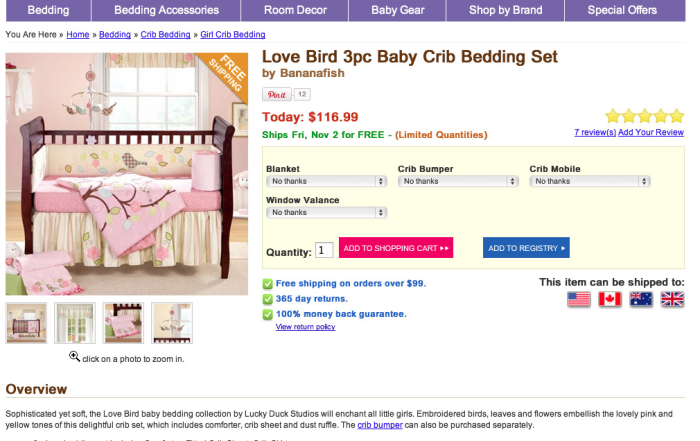 Bedding Bedding Accessories Room Decor Baby Gear Shop by Brand Special Offers
You Are Here » Home » Bedding » Crib Bedding » Girl Crib Bedding
FREE SHIPPING
Love Bird 3pc Baby Crib Bedding Set
by Bananafish
Pin it 12
Today: $116.99
Ships Fri, Nov 2 for FREE - (Limited Quantities)
7 review(s) Add Your Review
Blanket Crib Bumper Crib Mobile
No thanks No thanks No thanks
Window Valance
No thanks
Quantity: 1 ADD TO SHOPPING CART ADD TO REGISTRY
Free shipping on orders over $99.
365 day returns.
100% money back guarantee.
View return policy
This item can be shipped to:
click on a photo to zoom in.
Overview
Sophisticated yet soft, the Love Bird baby bedding collection by Lucky Duck Studios will enchant all little girls. Embroidered birds, leaves and flowers embellish the lovely pink and
yellow tones of this delightful crib set, which includes comforter, crib sheet and dust ruffle. The crib bumper can also be purchased separately.